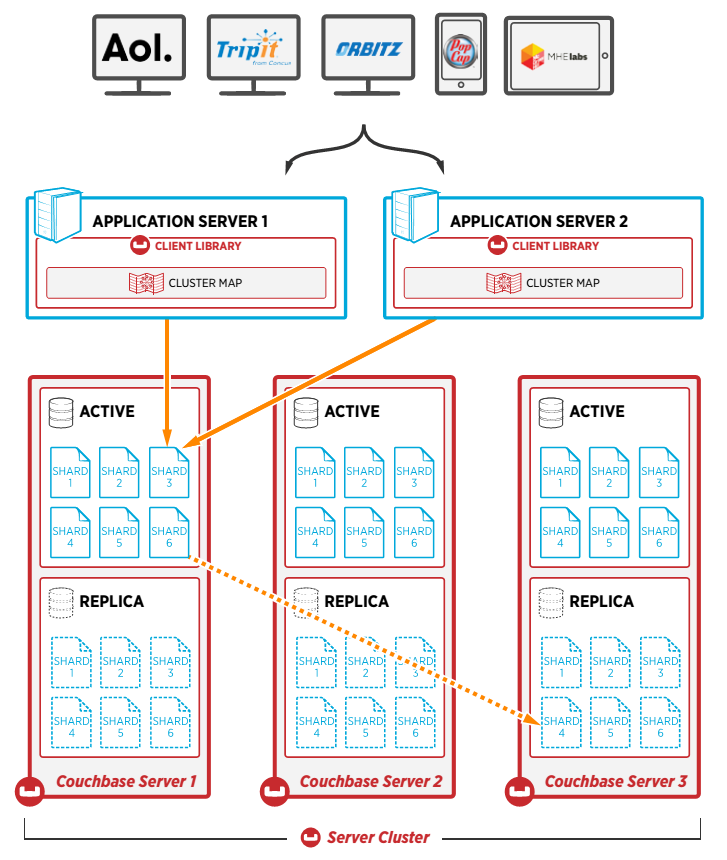 Aol.
Tripit
from Concur
ORBITZ
Pop
Cap
MHElabs
APPLICATION SERVER 1
CLIENT LIBRARY
CLUSTER MAP
APPLICATION SERVER 2
CLIENT LIBRARY
CLUSTER MAP
ACTIVE
SHARD
1
SHARD
2
SHARD
3
SHARD
4
SHARD
5
SHARD
6
REPLICA
SHARD
1
SHARD
2
SHARD
3
SHARD
4
SHARD
5
SHARD
6
Couchbase Server 1
ACTIVE
SHARD
1
SHARD
2
SHARD
3
SHARD
4
SHARD
5
SHARD
6
REPLICA
SHARD
1
SHARD
2
SHARD
3
SHARD
4
SHARD
5
SHARD
6
Couchbase Server 2
ACTIVE
SHARD
1
SHARD
2
SHARD
3
SHARD
4
SHARD
5
SHARD
6
REPLICA
SHARD
1
SHARD
2
SHARD
3
SHARD
4
SHARD
5
SHARD
6
Couchbase Server 3
Server Cluster